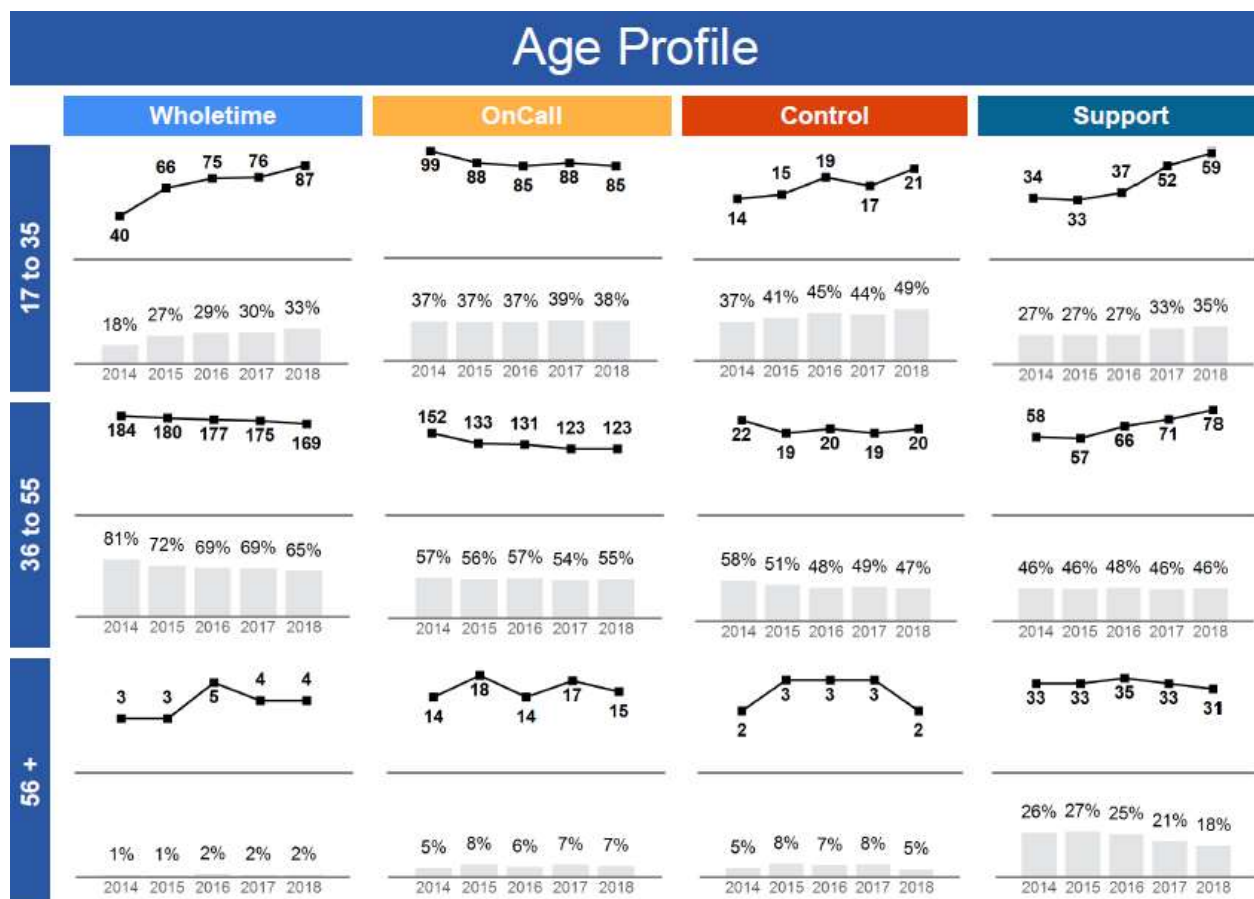 Age Profile
Wholetime OnCall Control Support
17 to 35
40 66 75 76 87
99 88 85 88 85
14 15 19 17 21
34 33 37 52 59
18% 27% 29% 30% 33%
37% 37% 37% 39% 38%
37% 41% 45% 44% 49%
27% 27% 27% 33% 35%
2014 2015 2016 2017 2018
2014 2015 2016 2017 2018
2014 2015 2016 2017 2018
2014 2015 2016 2017 2018
36 to 55
184 180 177 175 169
152 133 131 123 123
22 19 20 19 20
58 57 66 71 78
81% 72% 69% 69% 65%
57% 56% 57% 54% 55%
58% 51% 48% 49% 47%
46% 46% 48% 46% 46%
2014 2015 2016 2017 2018
2014 2015 2016 2017 2018
2014 2015 2016 2017 2018
2014 2015 2016 2017 2018
56 +
3 3 5 4 4
14 18 14 17 15
2 3 3 3 2
33 33 35 33 31
1% 1% 2% 2% 2%
5% 8% 6% 7% 7%
5% 8% 7% 8% 5%
26% 27% 25% 21% 18%
2014 2015 2016 2017 2018
2014 2015 2016 2017 2018
2014 2015 2016 2017 2018
2014 2015 2016 2017 2018